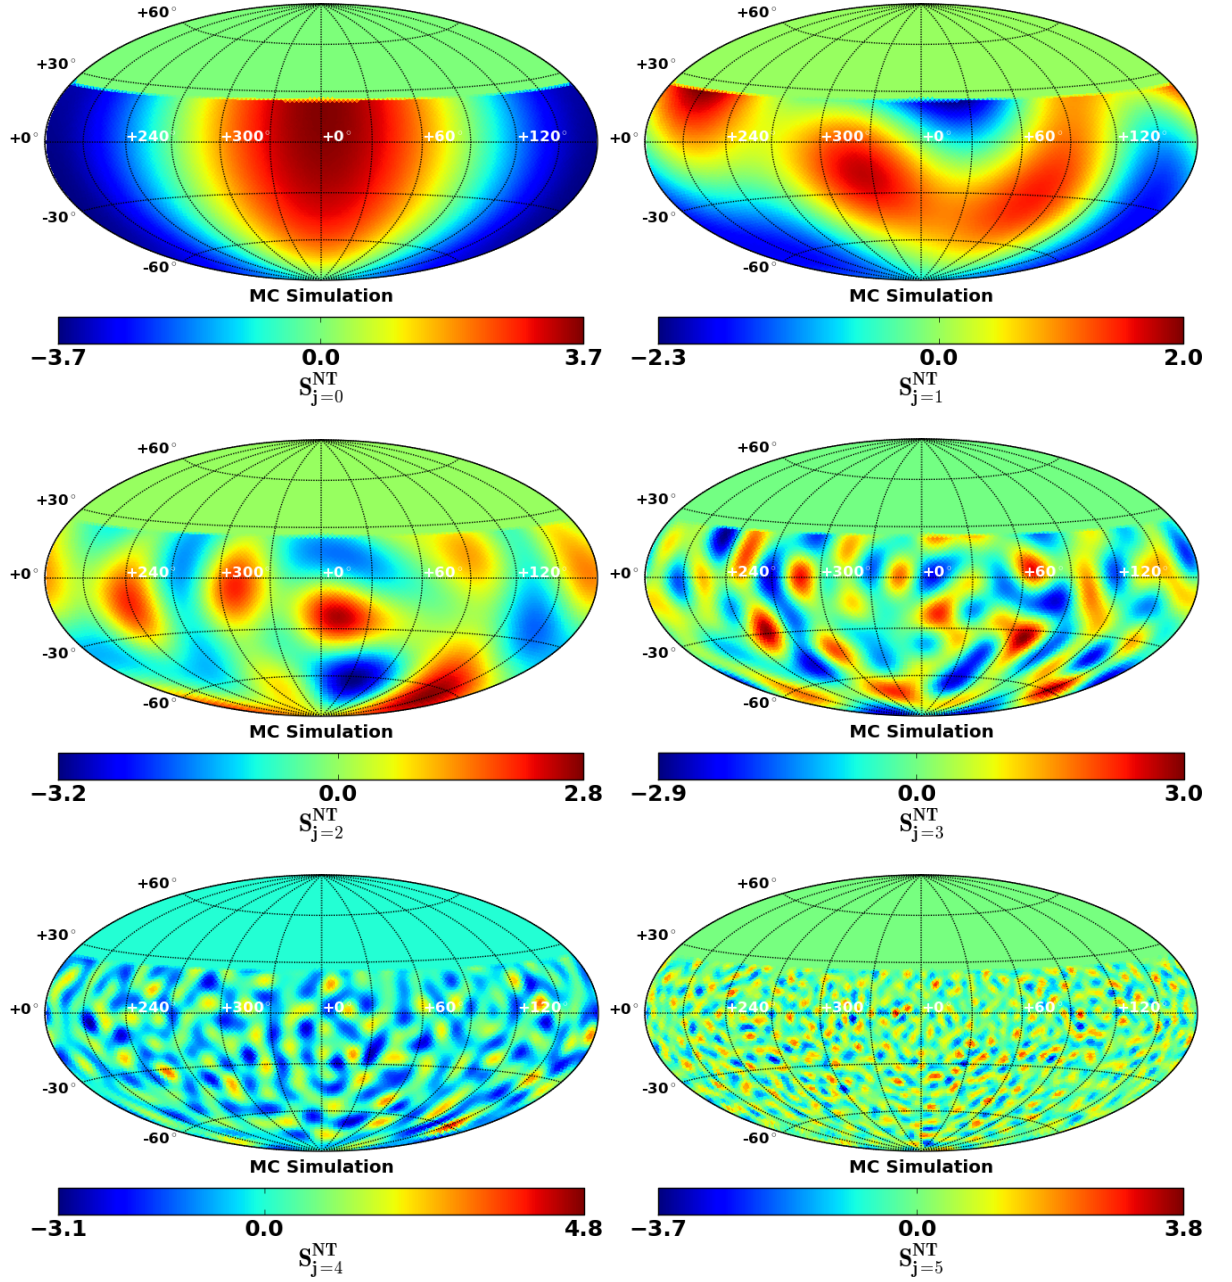 +60° +60°
+30° +30°
+0° +240° +300° +0° +60° +120° +0° +240° +300° +0° +60° +120°
-30° -30°
-60° -60°
MC Simulation MC Simulation
−3.7 0.0 3.7 −2.3 0.0 2.0
S^NT_j=0 S^NT_j=1
+60° +60°
+30° +30°
+0° +240° +300° +0° +60° +120° +0° +240° +300° +0° +60° +120°
-30° -30°
-60° -60°
MC Simulation MC Simulation
−3.2 0.0 2.8 −2.9 0.0 3.0
S^NT_j=2 S^NT_j=3
+60° +60°
+30° +30°
+0° +240° +300° +0° +60° +120° +0° +240° +300° +0° +60° +120°
-30° -30°
-60° -60°
MC Simulation MC Simulation
−3.1 0.0 4.8 −3.7 0.0 3.8
S^NT_j=4 S^NT_j=5